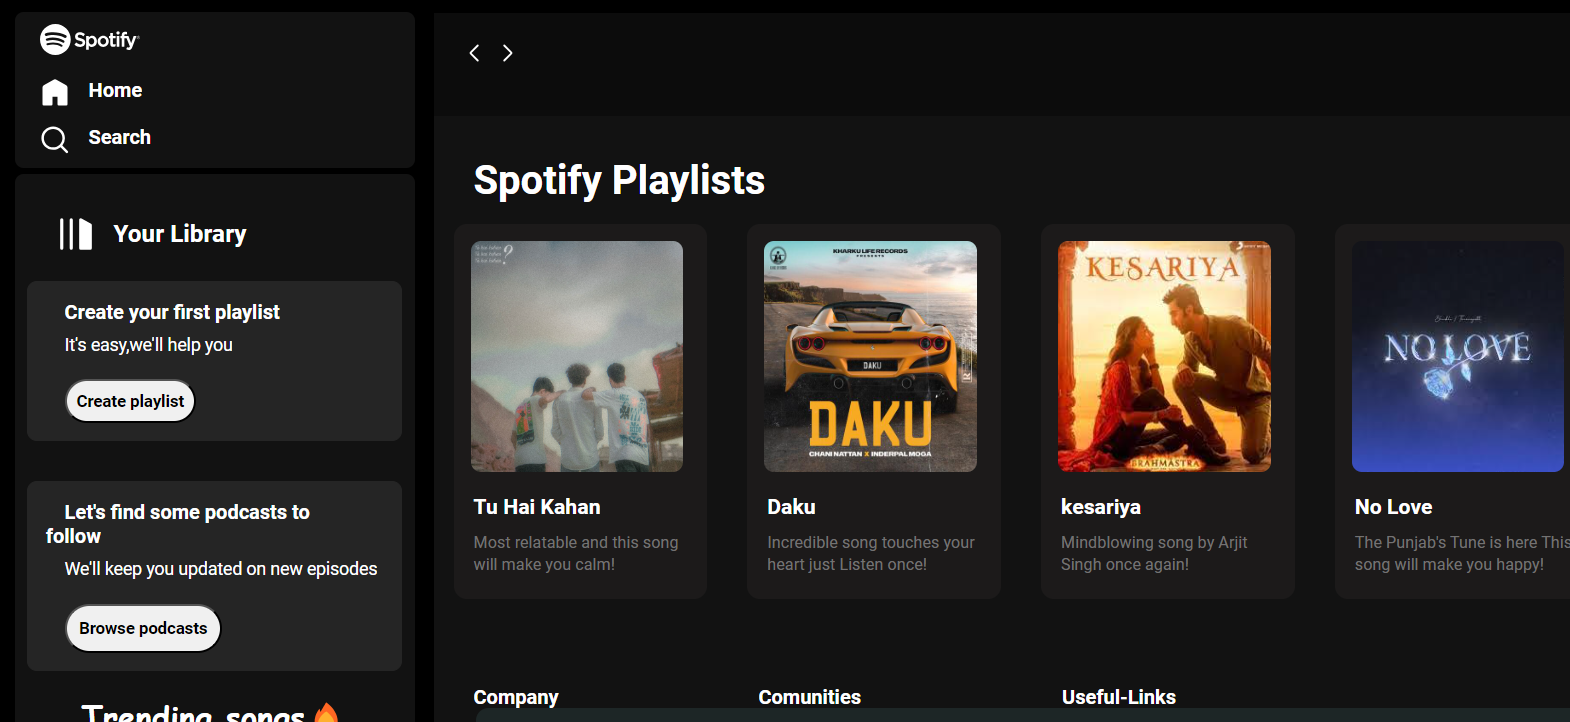 Spotify
Home
Search
Your Library
Create your first playlist
It's easy,we'll help you
Create playlist
Let's find some podcasts to
follow
We'll keep you updated on new episodes
Browse podcasts
Trending songs🔥
Spotify Playlists
?
Tu Hai Kahan
Most relatable and this song
will make you calm!
KHARKU LIFE RECORDS
PRESENTS
DAKU
DAKU
CHANI NATTAN X INDERPAL MOGA
Daku
Incredible song touches your
heart just Listen once!
KESARIYA
BRAHMASTRA
kesariya
Mindblowing song by Arjit
Singh once again!
NO LOVE
No Love
The Punjab's Tune is here This
song will make you happy!
Company
Comunities
Useful-Links